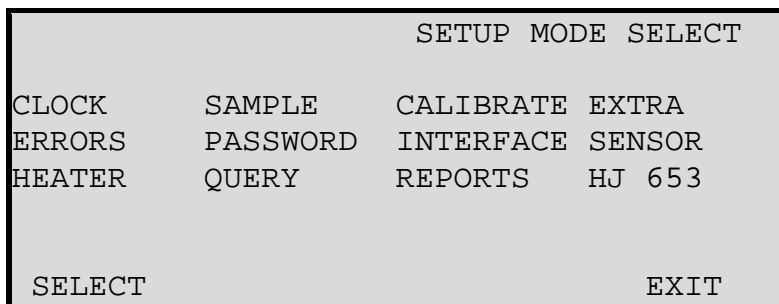 SETUP MODE SELECT
CLOCK SAMPLE CALIBRATE EXTRA
ERRORS PASSWORD INTERFACE SENSOR
HEATER QUERY REPORTS HJ 653
SELECT EXIT